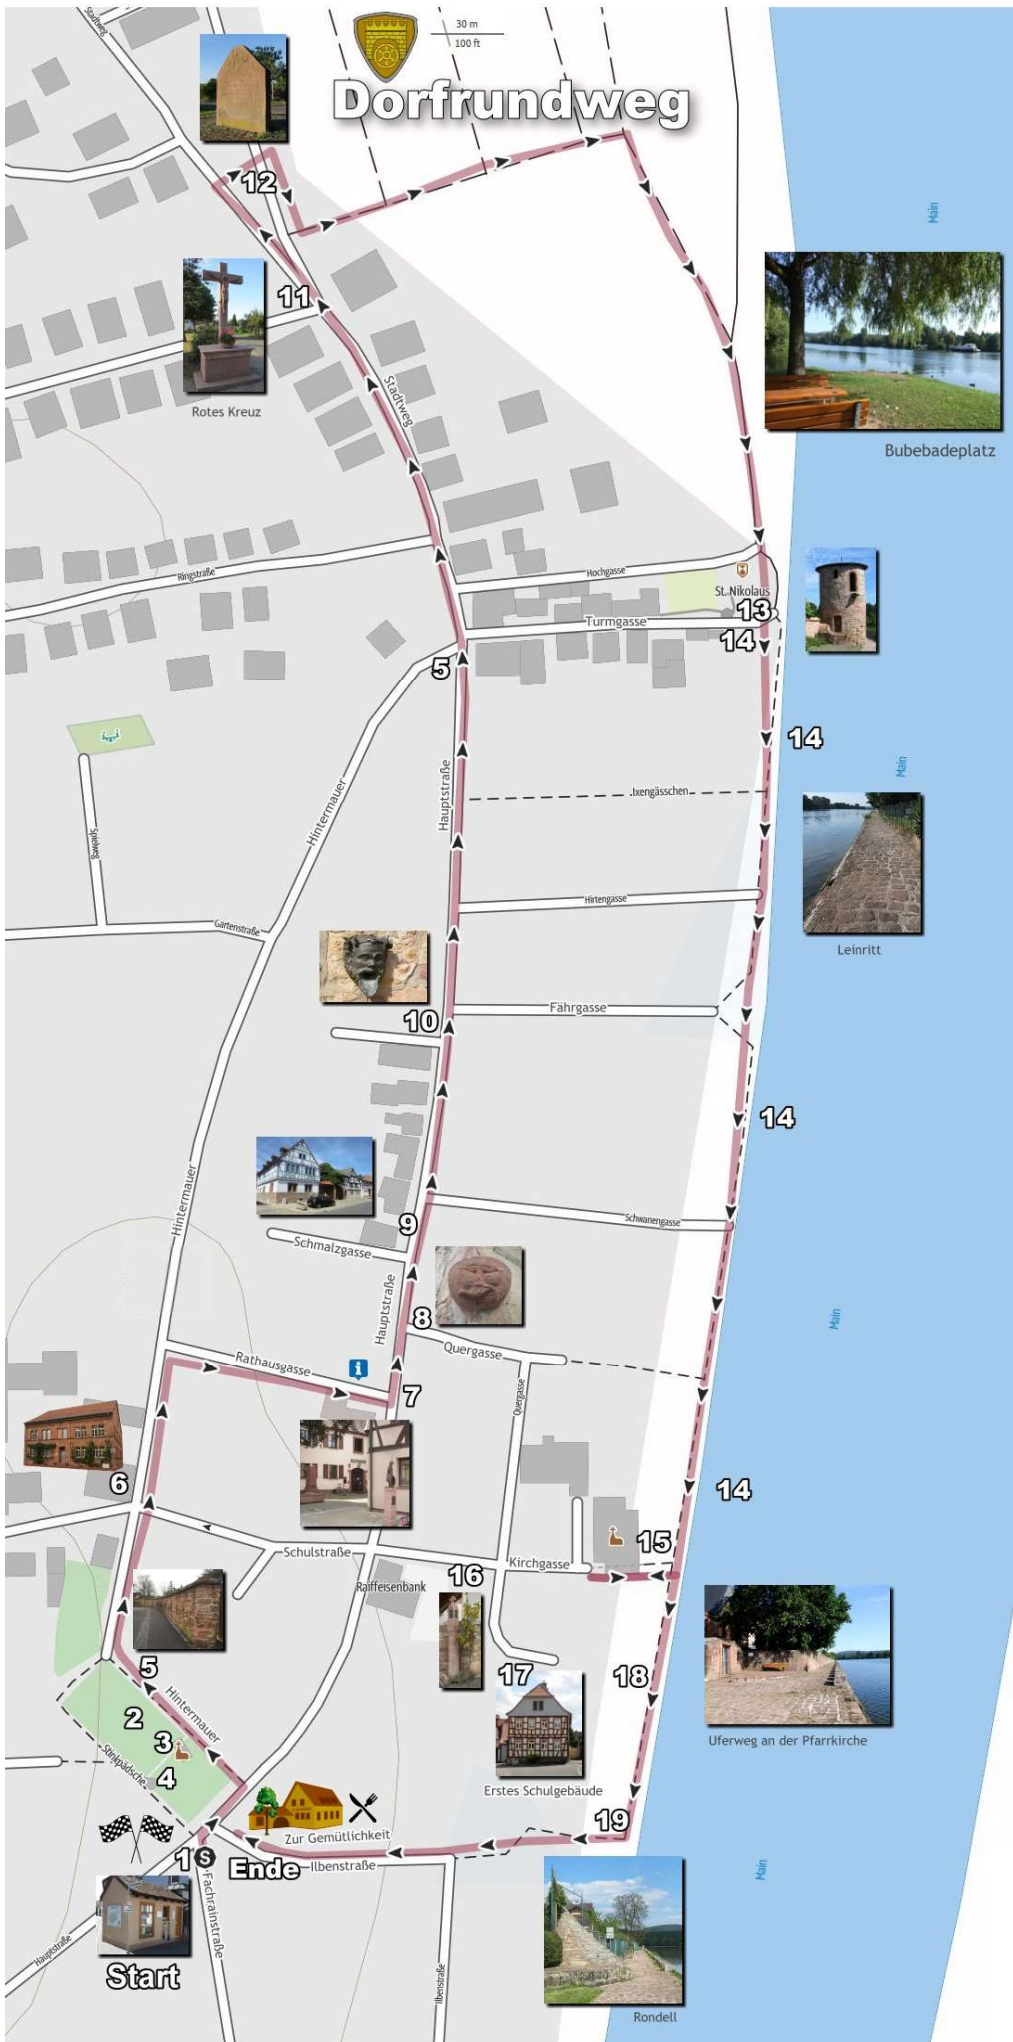 Stadtweg
30 m
100 ft
Dorfrundweg
12
Main
11
Rotes Kreuz
Stadtweg
Bubebadeplatz
Ringstraße
Hochgasse
St. Nikolaus
13
Turmgasse
14
5
14
Main
Hintermauer
Hauptstraße
Ixengässchen
Spielweg
Hirtengasse
Gartenstraße
Leinritt
10
Fährgasse
14
Hintermauer
9
Schwanengasse
Schmalzgasse
Hauptstraße
8
Main
Quergasse
Rathausgasse
i
7
Quergasse
6
14
Schulstraße
Kirchgasse
15
16
Raiffeisenbank
5
17
18
Hintermauer
2
3
4
Stinkpädsche
Uferweg an der Pfarrkirche
Erstes Schulgebäude
19
Zur Gemütlichkeit
1
S
Ende
Ilbenstraße
Main
Fachrainstraße
Hauptstraße
Start
Ilbenstraße
Rondell